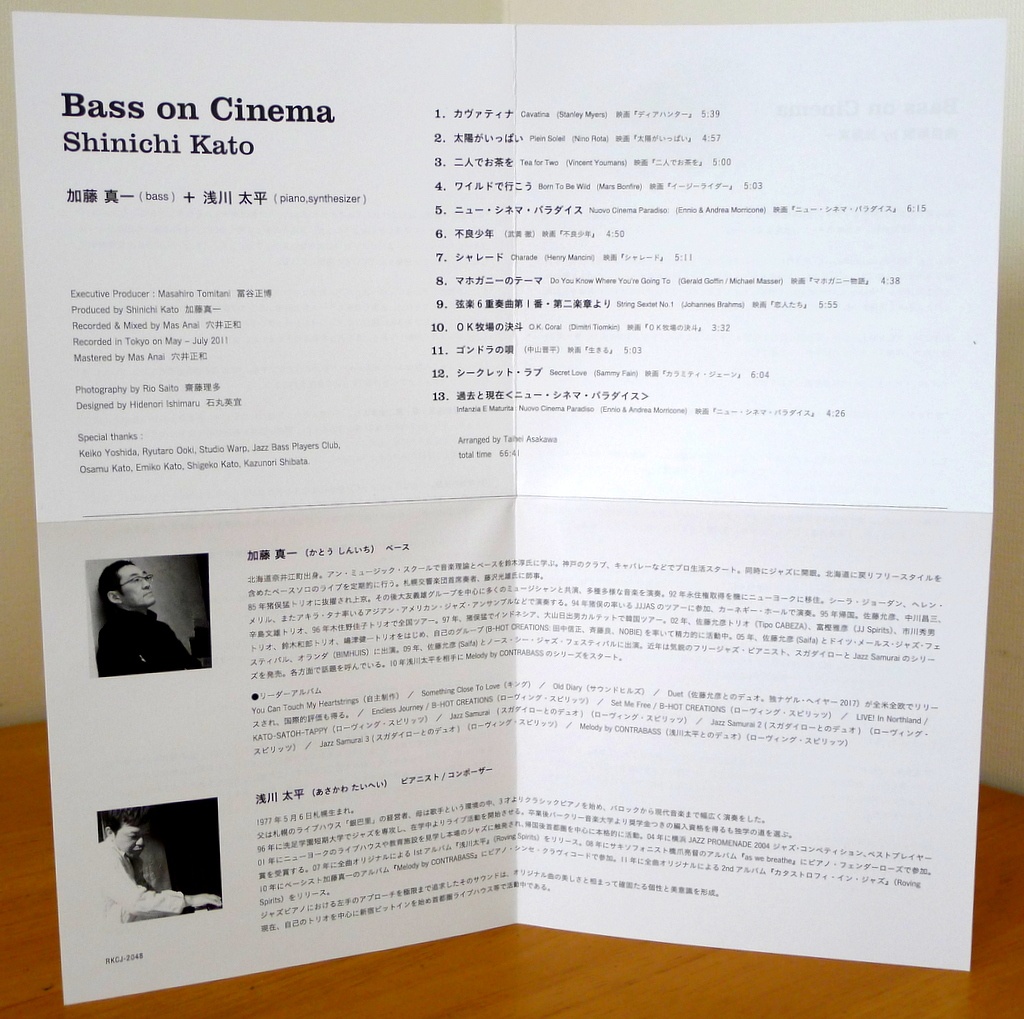 Bass on Cinema
Shinichi Kato
加藤 真一 ( bass ) ＋ 浅川 太平 ( piano,synthesizer )
Executive Producer : Masahiro Tomitani 冨谷正博
Produced by Shinichi Kato 加藤真一
Recorded & Mixed by Mas Anai 穴井正和
Recorded in Tokyo on May – July 2011
Mastered by Mas Anai 穴井正和
Photography by Rio Saito 齋藤理多
Designed by Hidenori Ishimaru 石丸英宜
Special thanks :
Keiko Yoshida, Ryutaro Ooki, Studio Warp, Jazz Bass Players Club,
Osamu Kato, Emiko Kato, Shigeko Kato, Kazunori Shibata.
1. カヴァティナ Cavatina (Stanley Myers) 映画『ディアハンター』 5:39
2. 太陽がいっぱい Plein Soleil (Nino Rota) 映画『太陽がいっぱい』 4:57
3. 二人でお茶を Tea for Two (Vincent Youmans) 映画『二人でお茶を』 5:00
4. ワイルドで行こう Born To Be Wild (Mars Bonfire) 映画『イージーライダー』 5:03
5. ニュー・シネマ・パラダイス Nuovo Cinema Paradiso (Ennio & Andrea Morricone) 映画『ニュー・シネマ・パラダイス』 6:15
6. 不良少年 (武満 徹) 映画『不良少年』 4:50
7. シャレード Charade (Henry Mancini) 映画『シャレード』 5:11
8. マホガニーのテーマ Do You Know Where You're Going To (Gerald Goffin / Michael Masser) 映画『マホガニー物語』 4:38
9. 弦楽６重奏曲第１番・第二楽章より String Sextet No.1 (Johannes Brahms) 映画『恋人たち』 5:55
10. ＯＫ牧場の決斗 O.K. Coral (Dimitri Tiomkin) 映画『ＯＫ牧場の決斗』 3:32
11. ゴンドラの唄 (中山晋平) 映画『生きる』 5:03
12. シークレット・ラブ Secret Love (Sammy Fain) 映画『カラミティ・ジェーン』 6:04
13. 過去と現在＜ニュー・シネマ・パラダイス＞
Infanzia E Maturita : Nuovo Cinema Paradiso (Ennio & Andrea Morricone) 映画『ニュー・シネマ・パラダイス』 4:26
Arranged by Taihei Asakawa
total time 66:41
加藤 真一 （かとう しんいち） ベース
北海道奈井江町出身。アン・ミュージック・スクールで音楽理論とベースを鈴木淳氏に学ぶ。神戸のクラブ、キャバレーなどでプロ生活スタート。同時にジャズに開眼。北海道に戻りフリースタイルを
含めたベースソロのライブを定期的に行う。札幌交響楽団首席奏者、藤沢光雄氏に師事。
85年猪俣猛トリオに抜擢され上京。その後大友義雄グループを中心に多くのミュージシャンと共演、多種多様な音楽を演奏。92年永住権取得を機にニューヨークに移住。シーラ・ジョーダン、ヘレン・
メリル、またアキラ・タナ率いるアジアン・アメリカン・ジャズ・アンサンブルなどで演奏する。94年猪俣の率いるJJJASのツアーに参加、カーネギー・ホールで演奏。95年帰国。佐藤允彦、中川昌三、
辛島文雄トリオ、96年木住野佳子トリオで全国ツアー。97年、猪俣猛でインドネシア、大山日出男カルテットで韓国ツアー。02年、佐藤允彦トリオ (Tipo CABEZA)、富樫雅彦 (JJ Spirits)、市川秀男
トリオ、鈴木和郎トリオ、嶋津健一トリオをはじめ、自己のグループ (B-HOT CREATIONS: 田中信正、斉藤良、NOBIE) を率いて精力的に活動中。05年、佐藤允彦 (Saifa) とドイツ・メールス・ジャズ・フェ
スティバル、オランダ (BIMHUIS) に出演。09年、佐藤允彦 (Saifa) とノース・シー・ジャズ・フェスティバルに出演。近年は気鋭のフリージャズ・ピアニスト、スガダイローと Jazz Samurai のシリー
ズを発売。各方面で話題を呼んでいる。10年浅川太平を相手に Melody by CONTRABASS のシリーズをスタート。
●リーダーアルバム
You Can Touch My Heartstrings（自主制作） ／ Something Close To Love（キング） ／ Old Diary（サウンドヒルズ） ／ Duet（佐藤允彦とのデュオ。独ナゲル・ヘイヤー 2017）が全米全欧でリリー
スされ、国際的評価も得る。 ／ Endless Journey / B-HOT CREATIONS（ローヴィング・スピリッツ） ／ Set Me Free / B-HOT CREATIONS（ローヴィング・スピリッツ） ／ LIVE! In Northland /
KATO-SATOH-TAPPY（ローヴィング・スピリッツ） ／ Jazz Samurai （スガダイローとのデュオ）（ローヴィング・スピリッツ） ／ Jazz Samurai 2（スガダイローとのデュオ）（ローヴィング・
スピリッツ） ／ Jazz Samurai 3（スガダイローとのデュオ）（ローヴィング・スピリッツ） ／ Melody by CONTRABASS（浅川太平とのデュオ）（ローヴィング・スピリッツ）
浅川 太平 （あさかわ たいへい） ピアニスト / コンポーザー
1977年5月6日札幌生まれ。
父は札幌のライブハウス「銀巴里」の経営者、母は歌手という環境の中、3才よりクラシックピアノを始め、バロックから現代音楽まで幅広く演奏をした。
96年に洗足学園短期大学でジャズを専攻し、在学中よりライブ活動を開始させる。卒業後バークリー音楽大学より奨学金つきの編入資格を得るも独学の道を選ぶ。
01年にニューヨークのライブハウスや教育施設を見学し本場のジャズに触発され、帰国後首都圏を中心に本格的に活動。04年に横浜 JAZZ PROMENADE 2004 ジャズ・コンペティション、ベストプレイヤー
賞を受賞する。07年に全曲オリジナルによる1stアルバム『浅川太平』(Roving Spirits) をリリース。08年にサキソフォニスト橋爪亮督のアルバム『as we breathe』にピアノ・フェンダーローズで参加。
10年にベーシスト加藤真一のアルバム『Melody by CONTRABASS』にピアノ・シンセ・クラヴィコードで参加。11年に全曲オリジナルによる2ndアルバム『カタストロフィ・イン・ジャズ』(Roving
Spirits) をリリース。
ジャズピアノにおける左手のアプローチを極限まで追求したそのサウンドは、オリジナル曲の美しさと相まって確固たる個性と美意識を形成。
現在、自己のトリオを中心に新宿ピットインを始め首都圏ライブハウス等で活動中である。
RKCJ-2048